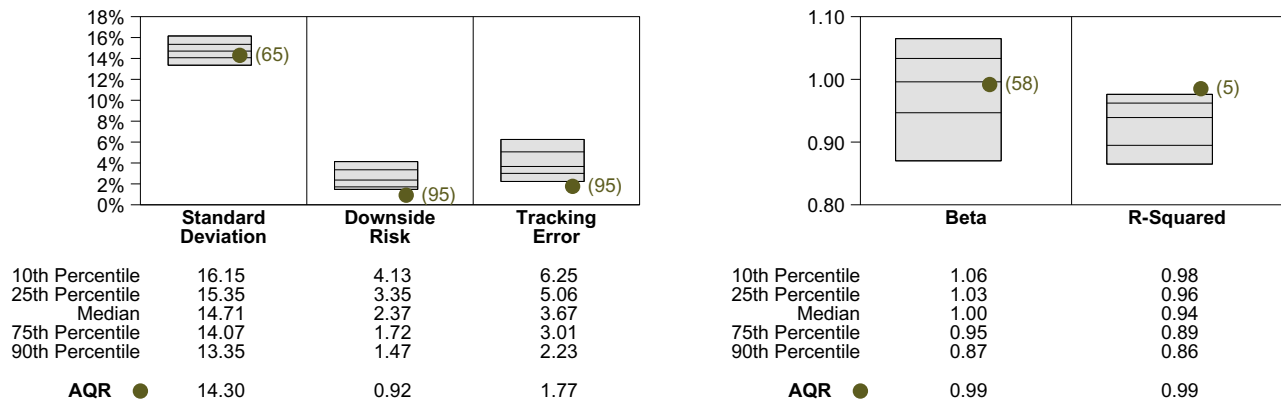 18%
16%
14%
12%
10%
8%
6%
4%
2%
0%
(65)
(95)
(95)
Standard
Deviation
Downside
Risk
Tracking
Error
10th Percentile 16.15 4.13 6.25
25th Percentile 15.35 3.35 5.06
Median 14.71 2.37 3.67
75th Percentile 14.07 1.72 3.01
90th Percentile 13.35 1.47 2.23
AQR 14.30 0.92 1.77
1.10
1.00
0.90
0.80
(58)
(5)
Beta
R-Squared
10th Percentile 1.06 0.98
25th Percentile 1.03 0.96
Median 1.00 0.94
75th Percentile 0.95 0.89
90th Percentile 0.87 0.86
AQR 0.99 0.99